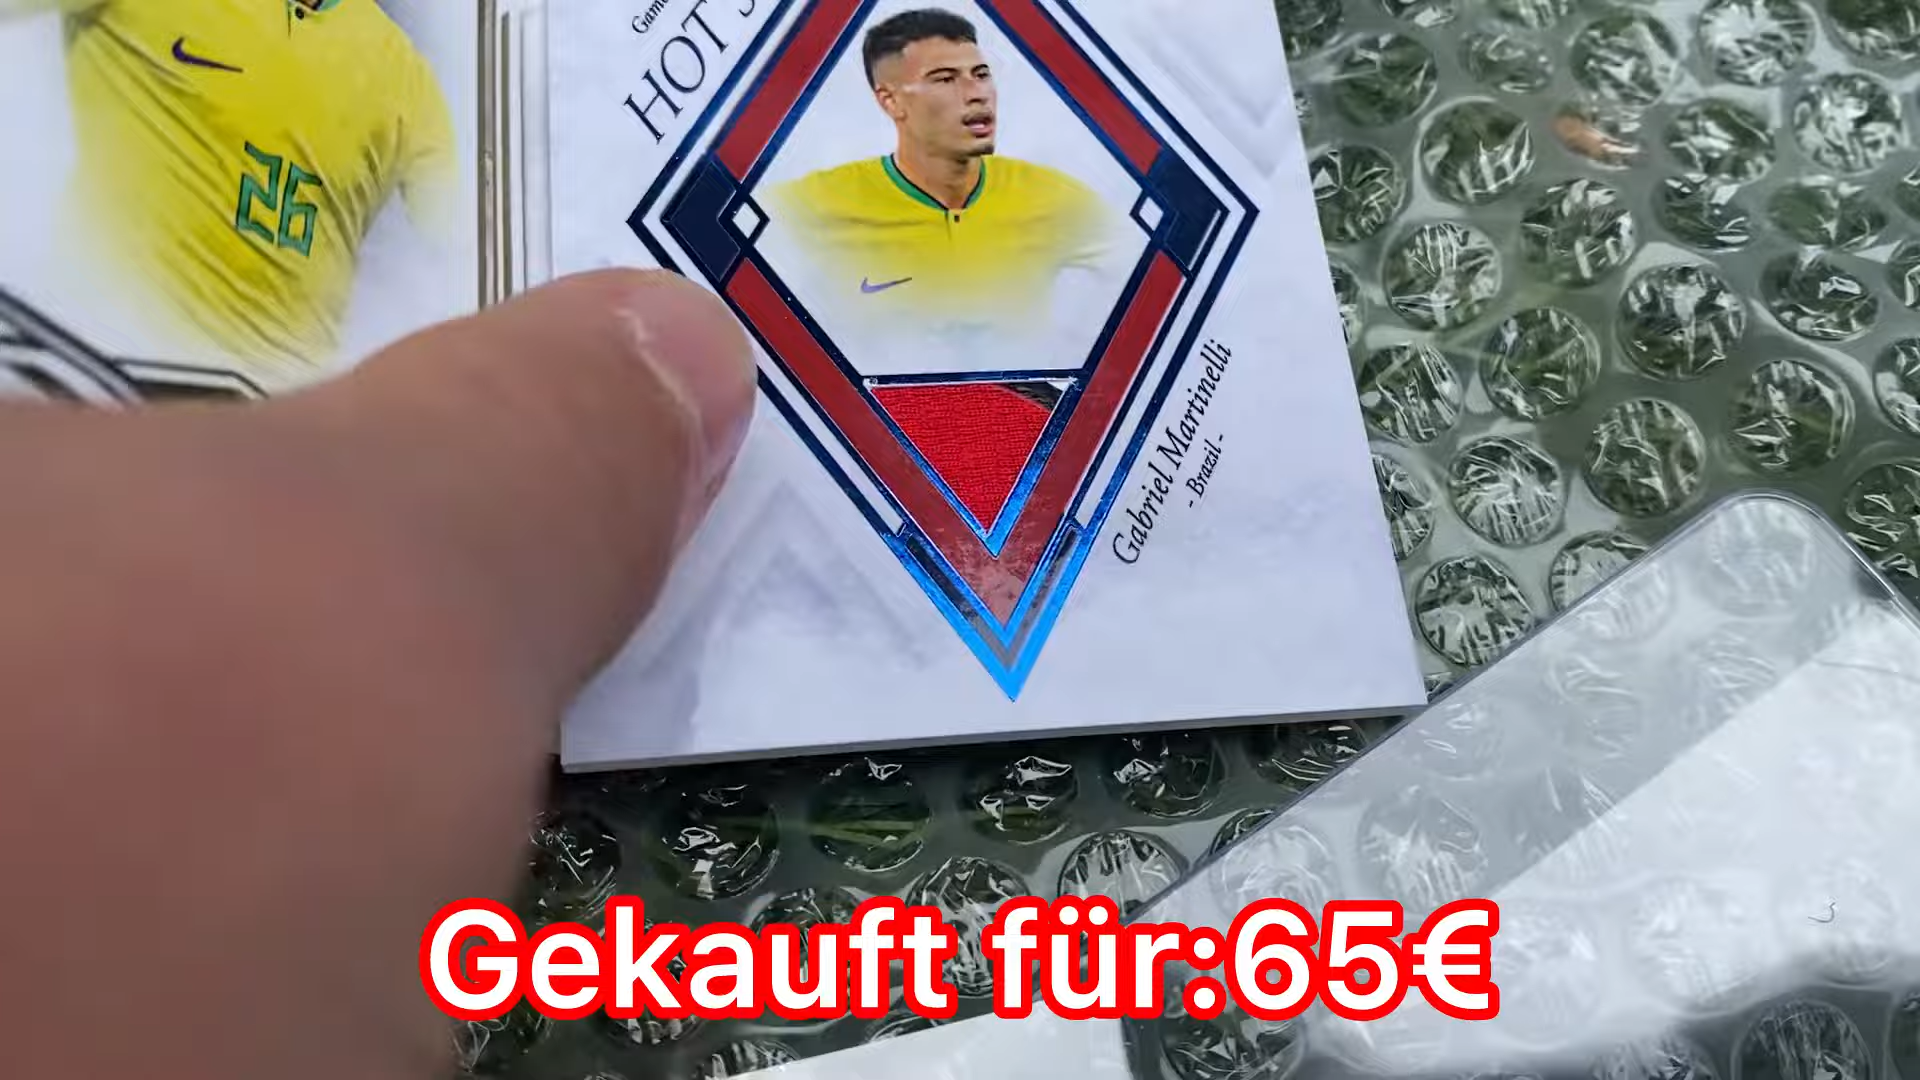 HOT
26
Gabriel Martinelli
- Brazil -
Gekauft für:65€